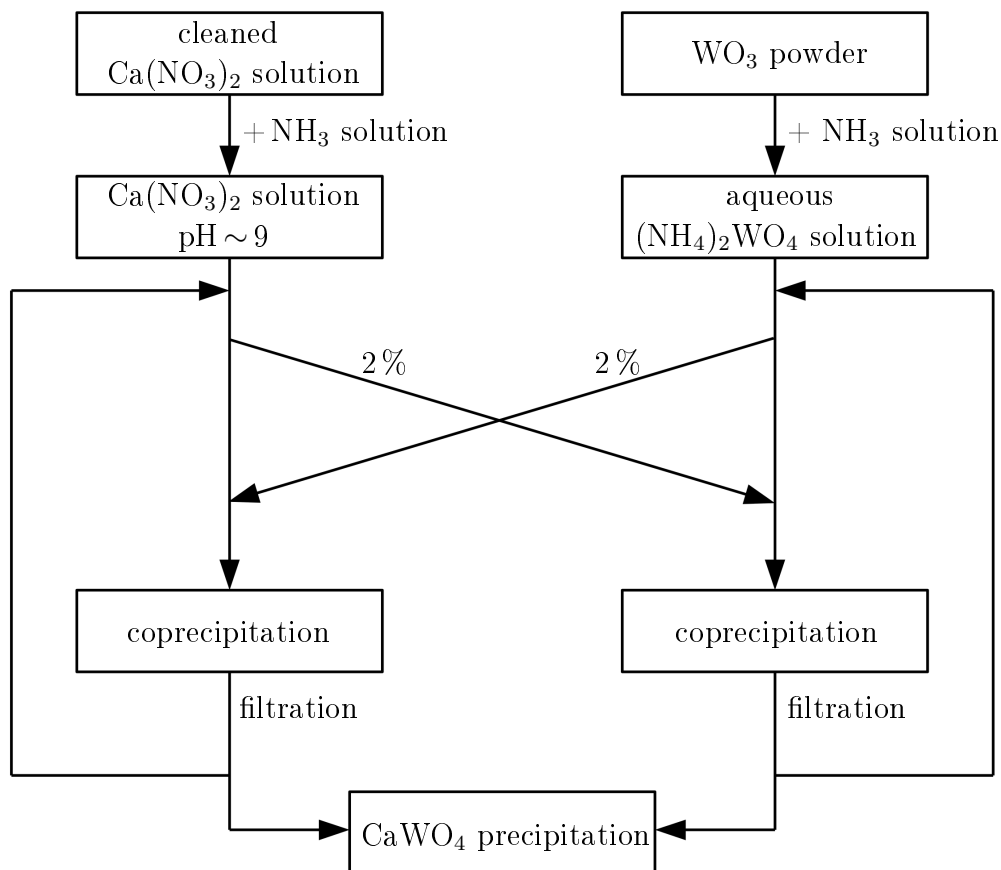 cleaned
Ca(NO₃)₂ solution
WO₃ powder
+ NH₃ solution
+ NH₃ solution
Ca(NO₃)₂ solution
pH ~ 9
aqueous
(NH₄)₂WO₄ solution
2 %
2 %
coprecipitation
coprecipitation
filtration
filtration
CaWO₄ precipitation